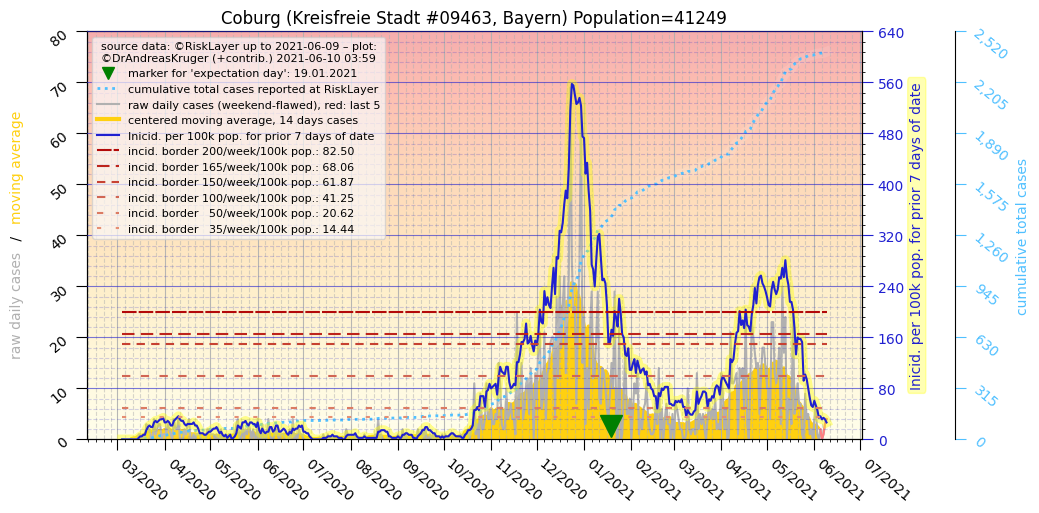 Coburg (Kreisfreie Stadt #09463, Bayern) Population=41249
source data: ©RiskLayer up to 2021-06-09 – plot:
©DrAndreasKruger (+contrib.) 2021-06-10 03:59
marker for 'expectation day': 19.01.2021
cumulative total cases reported at RiskLayer
raw daily cases (weekend-flawed), red: last 5
centered moving average, 14 days cases
Inicid. per 100k pop. for prior 7 days of date
incid. border 200/week/100k pop.: 82.50
incid. border 165/week/100k pop.: 68.06
incid. border 150/week/100k pop.: 61.87
incid. border 100/week/100k pop.: 41.25
incid. border   50/week/100k pop.: 20.62
incid. border   35/week/100k pop.: 14.44
raw daily cases / moving average
80
70
60
50
40
30
20
10
0
03/2020
04/2020
05/2020
06/2020
07/2020
08/2020
09/2020
10/2020
11/2020
12/2020
01/2021
02/2021
03/2021
04/2021
05/2021
06/2021
07/2021
640
560
480
400
320
240
160
80
0
Inicid. per 100k pop. for prior 7 days of date
2,520
2,205
1,890
1,575
1,260
945
630
315
0
cumulative total cases